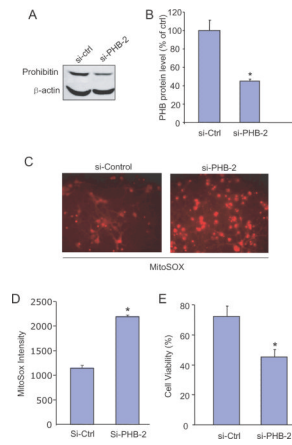 A
si-ctrl
si-PHB-2
Prohibitin
β-actin
B
PHB protein level (% of ctrl)
120
100
80
60
40
20
0
*
si-Ctrl
si-PHB-2
C
si-Control
si-PHB-2
MitoSOX
D
MitoSox Intensity
2500
2000
1500
1000
500
0
*
Si-Ctrl
Si-PHB-2
E
Cell Viability (%)
80
60
40
20
0
*
si-Ctrl
si-PHB-2